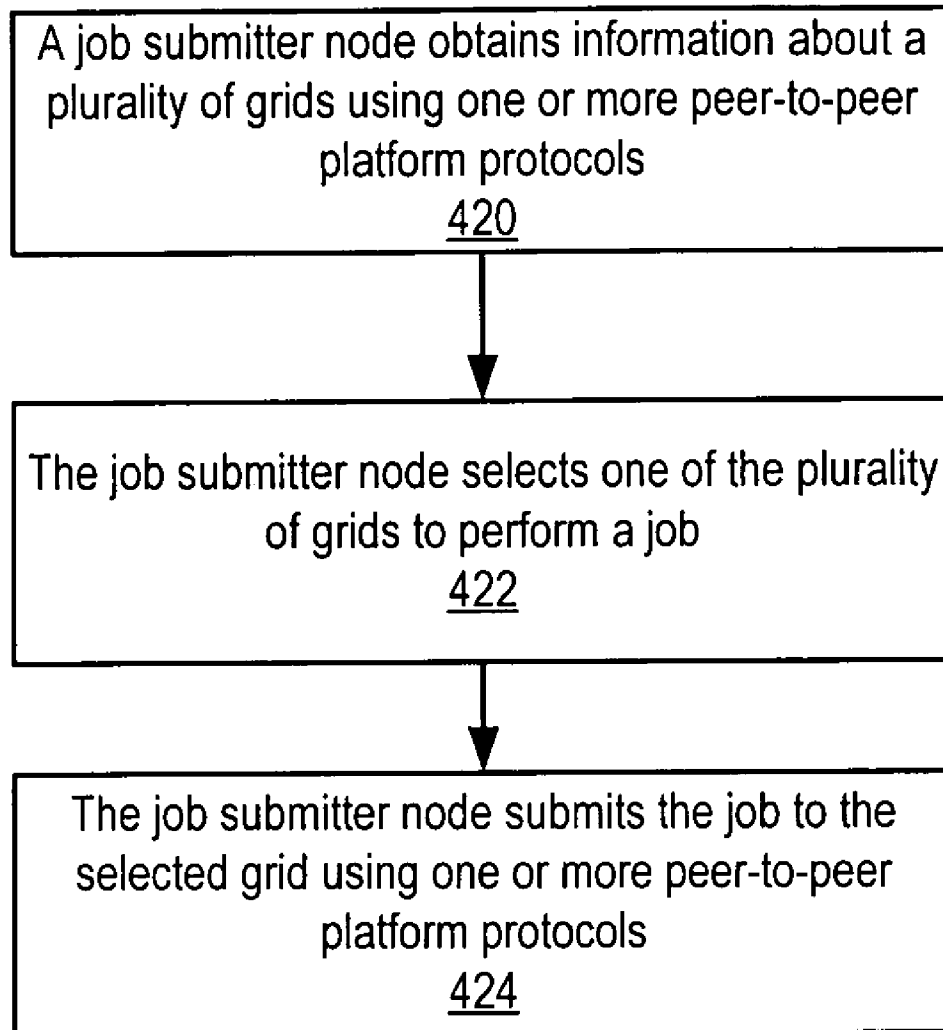 A job submitter node obtains information about a
plurality of grids using one or more peer-to-peer
platform protocols
420
The job submitter node selects one of the plurality
of grids to perform a job
422
The job submitter node submits the job to the
selected grid using one or more peer-to-peer
platform protocols
424